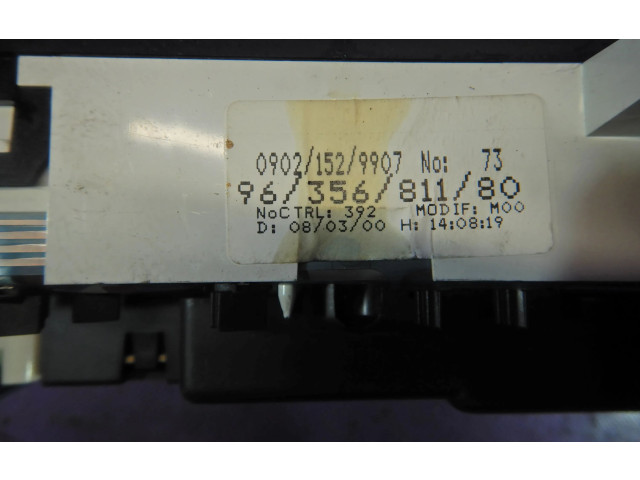 0902/152/9907 No: 73
96/356/811/80
NoCTRL: 392 MODIF: M00
D: 08/03/00 H: 14:08:19